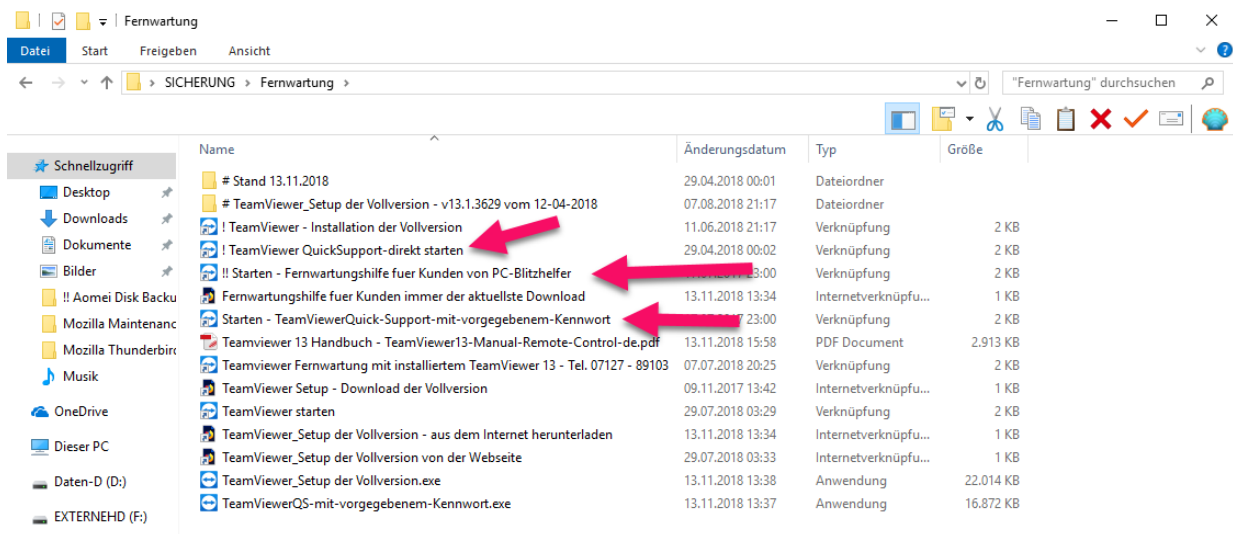 Fernwartung
Datei Start Freigeben Ansicht
SICHERUNG Fernwartung "Fernwartung" durchsuchen
Name Änderungsdatum Typ Größe
Schnellzugriff
Desktop
Downloads
Dokumente
Bilder
!! Aomei Disk Backu
Mozilla Maintenanc
Mozilla Thunderbir
Musik
OneDrive
Dieser PC
Daten-D (D:)
EXTERNEHD (F:)
# Stand 13.11.2018 29.04.2018 00:01 Dateiordner
# TeamViewer_Setup der Vollversion - v13.1.3629 vom 12-04-2018 07.08.2018 21:17 Dateiordner
! TeamViewer - Installation der Vollversion 11.06.2018 21:17 Verknüpfung 2 KB
! TeamViewer QuickSupport-direkt starten 29.04.2018 00:02 Verknüpfung 2 KB
!! Starten - Fernwartungshilfe fuer Kunden von PC-Blitzhelfer 23:00 Verknüpfung 2 KB
Fernwartungshilfe fuer Kunden immer der aktuellste Download 13.11.2018 13:34 Internetverknüpfu... 1 KB
Starten - TeamViewerQuick-Support-mit-vorgegebenem-Kennwort 23:00 Verknüpfung 2 KB
Teamviewer 13 Handbuch - TeamViewer13-Manual-Remote-Control-de.pdf 13.11.2018 15:58 PDF Document 2.913 KB
Teamviewer Fernwartung mit installiertem TeamViewer 13 - Tel. 07127 - 89103 07.07.2018 20:25 Verknüpfung 2 KB
TeamViewer Setup - Download der Vollversion 09.11.2017 13:42 Internetverknüpfu... 1 KB
TeamViewer starten 29.07.2018 03:29 Verknüpfung 2 KB
TeamViewer_Setup der Vollversion - aus dem Internet herunterladen 13.11.2018 13:34 Internetverknüpfu... 1 KB
TeamViewer_Setup der Vollversion von der Webseite 29.07.2018 03:33 Internetverknüpfu... 1 KB
TeamViewer_Setup der Vollversion.exe 13.11.2018 13:38 Anwendung 22.014 KB
TeamViewerQS-mit-vorgegebenem-Kennwort.exe 13.11.2018 13:37 Anwendung 16.872 KB